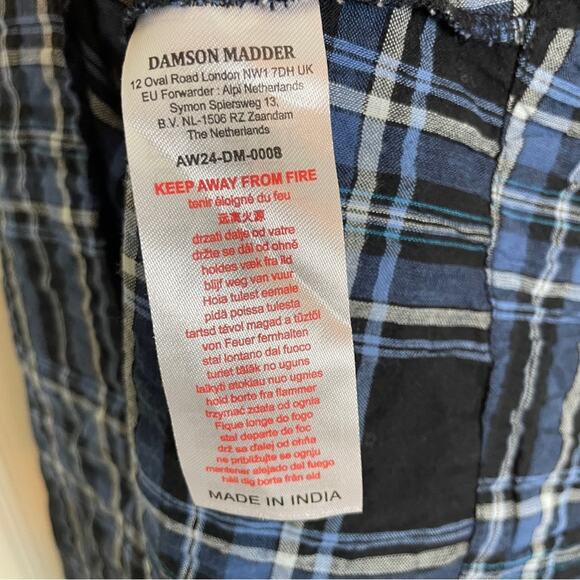 DAMSON MADDER
12 Oval Road London NW1 7DH UK
EU Forwarder : Alpi Netherlands
Symon Spiersweg 13,
B.V. NL-1506 RZ Zaandam
The Netherlands
AW24-DM-0008
KEEP AWAY FROM FIRE
tenir éloigné du feu
远离火源
drzati dalje od vatre
držte se dál od ohně
holdes væk fra ild
blijf weg van vuur
Hoia tulest eemale
pidä poissa tulesta
tartsd távol magad a tűztől
von Feuer fernhalten
stai lontano dal fuoco
turiet tālāk no uguns
laikyti atokiau nuo ugnies
hold borte fra flammer
trzymać zdala od ognia
Fique longe do fogo
stai departe de foc
drž sa ďalej od ohňa
ne približujte se ognju
mantener alejado del fuego
håll dig borta från eld
MADE IN INDIA